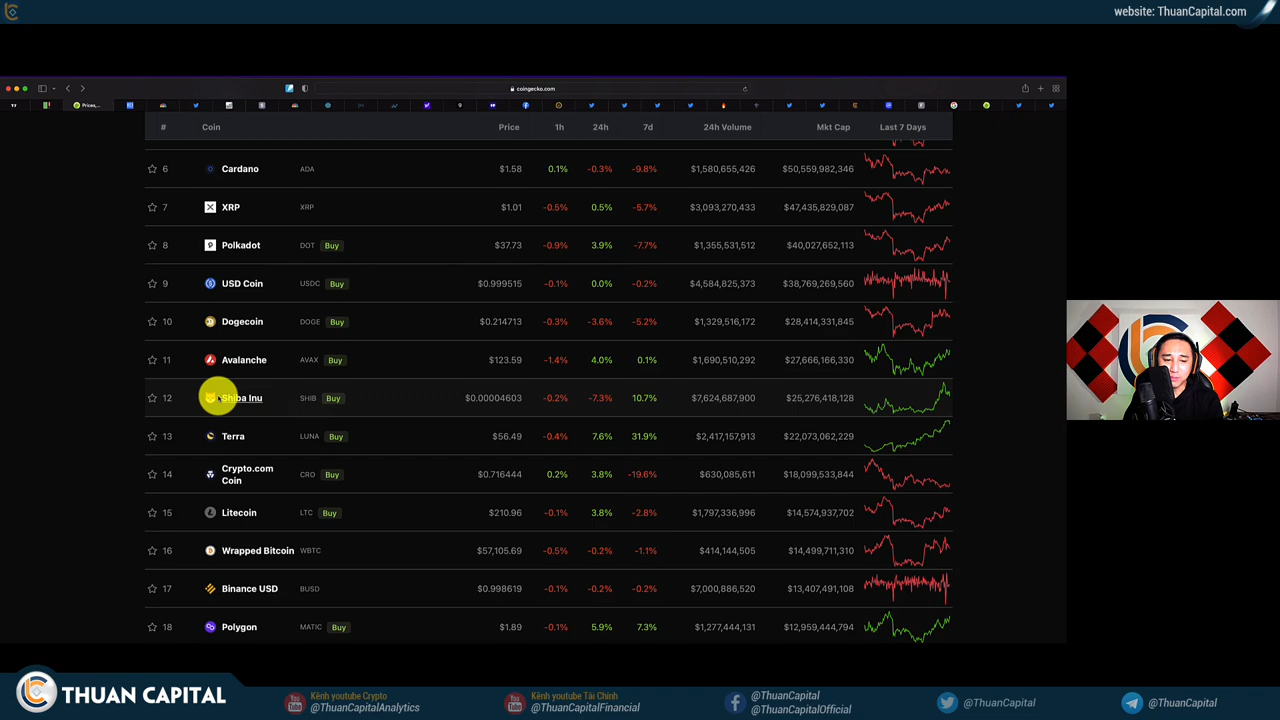 website: ThuanCapital.com
coingecko.com
Prices,...
# Coin Price 1h 24h 7d 24h Volume Mkt Cap Last 7 Days
6 Cardano ADA $1.58 0.1% -0.3% -9.8% $1,580,655,426 $50,559,982,346
7 XRP XRP $1.01 -0.5% 0.5% -5.7% $3,093,270,433 $47,435,829,087
8 Polkadot DOT Buy $37.73 -0.9% 3.9% -7.7% $1,355,531,512 $40,027,652,113
9 USD Coin USDC Buy $0.999515 -0.1% 0.0% -0.2% $4,584,825,373 $38,769,269,560
10 Dogecoin DOGE Buy $0.214713 -0.3% -3.6% -5.2% $1,329,516,172 $28,414,331,845
11 Avalanche AVAX Buy $123.59 -1.4% 4.0% 0.1% $1,690,510,292 $27,666,166,330
12 Shiba Inu SHIB Buy $0.00004603 -0.2% -7.3% 10.7% $7,624,687,900 $25,276,418,128
13 Terra LUNA Buy $56.49 -0.4% 7.6% 31.9% $2,417,157,913 $22,073,062,229
14 Crypto.com Coin CRO Buy $0.716444 0.2% 3.8% -19.6% $630,085,611 $18,099,533,844
15 Litecoin LTC Buy $210.96 -0.1% 3.8% -2.8% $1,797,336,996 $14,574,937,702
16 Wrapped Bitcoin WBTC $57,105.69 -0.5% -0.2% -1.1% $414,144,505 $14,499,711,310
17 Binance USD BUSD $0.998619 -0.1% -0.2% -0.2% $7,000,886,520 $13,407,491,108
18 Polygon MATIC Buy $1.89 -0.1% 5.9% 7.3% $1,277,444,131 $12,959,444,794
THUAN CAPITAL
Kênh youtube Crypto
@ThuanCapitalAnalytics
Kênh youtube Tài Chính
@ThuanCapitalFinancial
@ThuanCapital
@ThuanCapitalOfficial
@ThuanCapital
@ThuanCapital